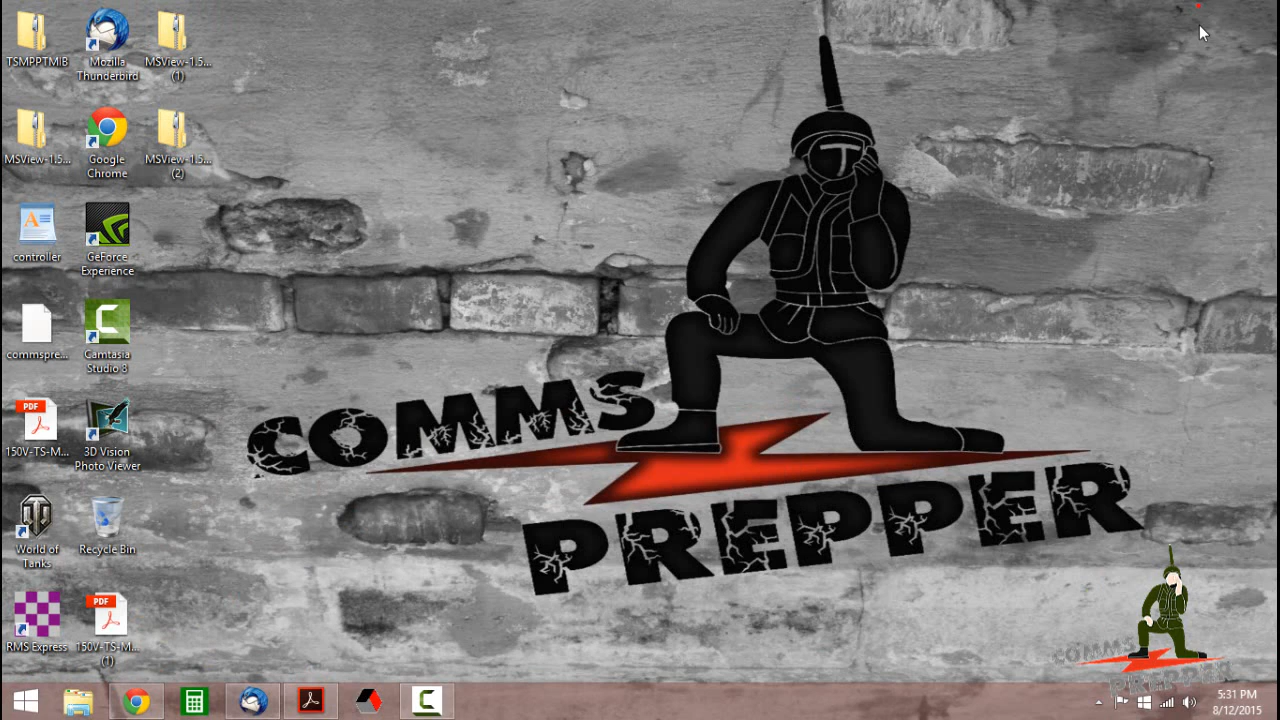 TSMPPTMIB
Mozilla
Thunderbird
MSView-1.5...
(1)
MSView-1.5...
Google
Chrome
MSView-1.5...
(2)
controller
GeForce
Experience
commspre...
Camtasia
Studio 8
PDF
150V-TS-M...
3D Vision
Photo Viewer
World of
Tanks
Recycle Bin
RMS Express
PDF
150V-TS-M...
(1)
COMMS
PREPPER
COMMS
PREPPER
5:31 PM
8/12/2015